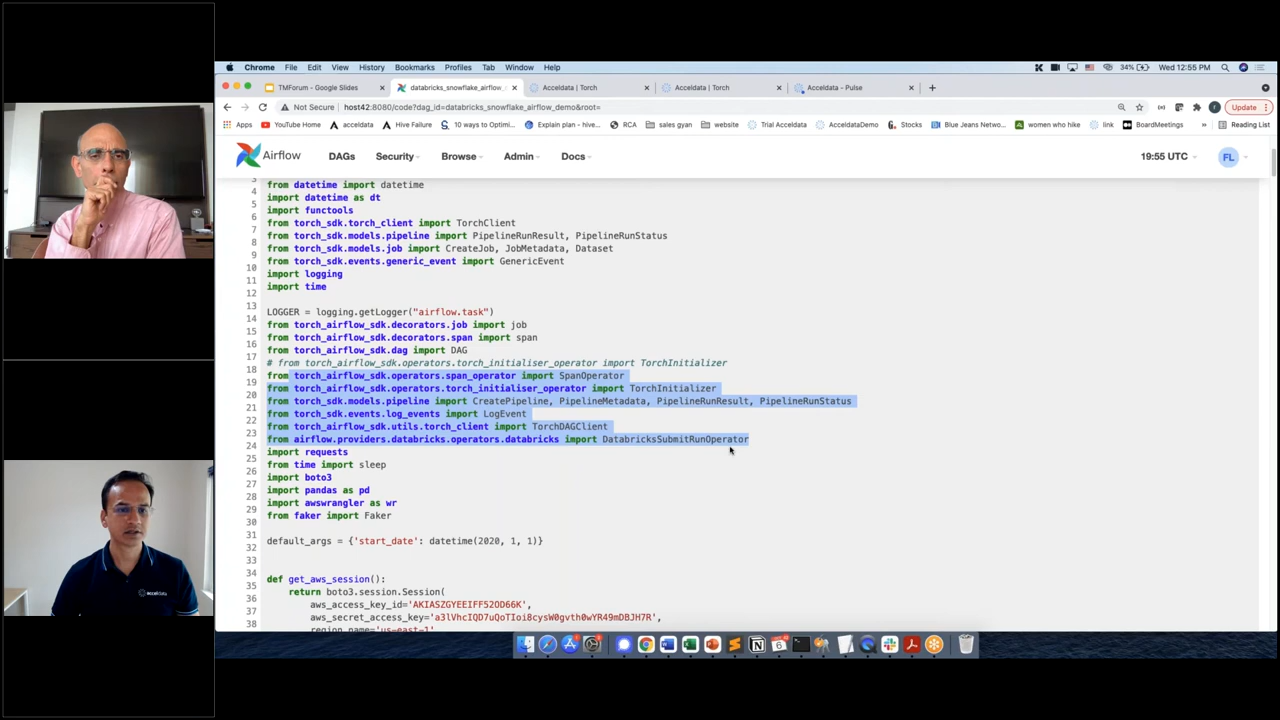 Chrome File Edit View History Bookmarks Profiles Tab Window Help
34% Wed 12:55 PM
TMForum - Google Slides
databricks_snowflake_airflow_
Acceldata | Torch
Acceldata | Torch
Acceldata - Pulse
Not Secure host42:8080/code?dag_id=databricks_snowflake_airflow_demo&root=
Update
Apps YouTube Home acceldata Hive Failure 10 ways to Optimi... Explain plan - hive... RCA sales gyan website Trial Acceldata AcceldataDemo Stocks Blue Jeans Netwo... women who hike link BoardMeetings » Reading List
Airflow DAGs Security Browse Admin Docs 19:55 UTC FL
3
4 from datetime import datetime
5 import datetime as dt
6 import functools
7 from torch_sdk.torch_client import TorchClient
8 from torch_sdk.models.pipeline import PipelineRunResult, PipelineRunStatus
9 from torch_sdk.models.job import CreateJob, JobMetadata, Dataset
10 from torch_sdk.events.generic_event import GenericEvent
11 import logging
12 import time
13
14 LOGGER = logging.getLogger("airflow.task")
15 from torch_airflow_sdk.decorators.job import job
16 from torch_airflow_sdk.decorators.span import span
17 from torch_airflow_sdk.dag import DAG
18 # from torch_airflow_sdk.operators.torch_initialiser_operator import TorchInitializer
19 from torch_airflow_sdk.operators.span_operator import SpanOperator
20 from torch_airflow_sdk.operators.torch_initialiser_operator import TorchInitializer
21 from torch_sdk.models.pipeline import CreatePipeline, PipelineMetadata, PipelineRunResult, PipelineRunStatus
22 from torch_sdk.events.log_events import LogEvent
23 from torch_airflow_sdk.utils.torch_client import TorchDAGClient
24 from airflow.providers.databricks.operators.databricks import DatabricksSubmitRunOperator
25 import requests
26 from time import sleep
27 import boto3
28 import pandas as pd
29 import awswrangler as wr
30 from faker import Faker
31
32 default_args = {'start_date': datetime(2020, 1, 1)}
33
34
35 def get_aws_session():
36 return boto3.session.Session(
37 aws_access_key_id='[redacted credential]',
38 aws_secret_access_key='[redacted credential]',
region_name='us-east-1',
acceldata